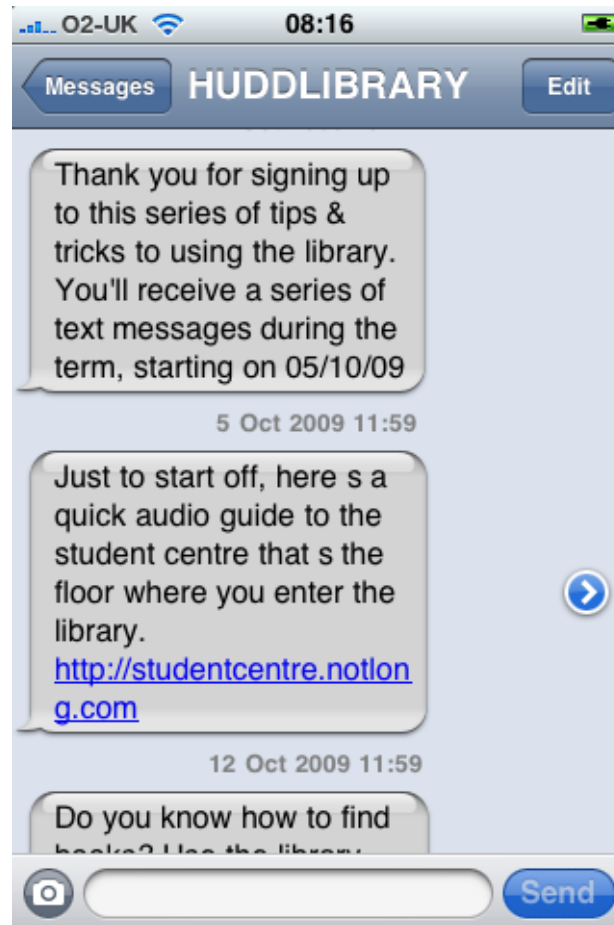 O2-UK 08:16
Messages HUDDLIBRARY Edit
Thank you for signing up
to this series of tips &
tricks to using the library.
You'll receive a series of
text messages during the
term, starting on 05/10/09
5 Oct 2009 11:59
Just to start off, here s a
quick audio guide to the
student centre that s the
floor where you enter the
library.
http://studentcentre.notlon
g.com
12 Oct 2009 11:59
Do you know how to find
books? Use the library
Send